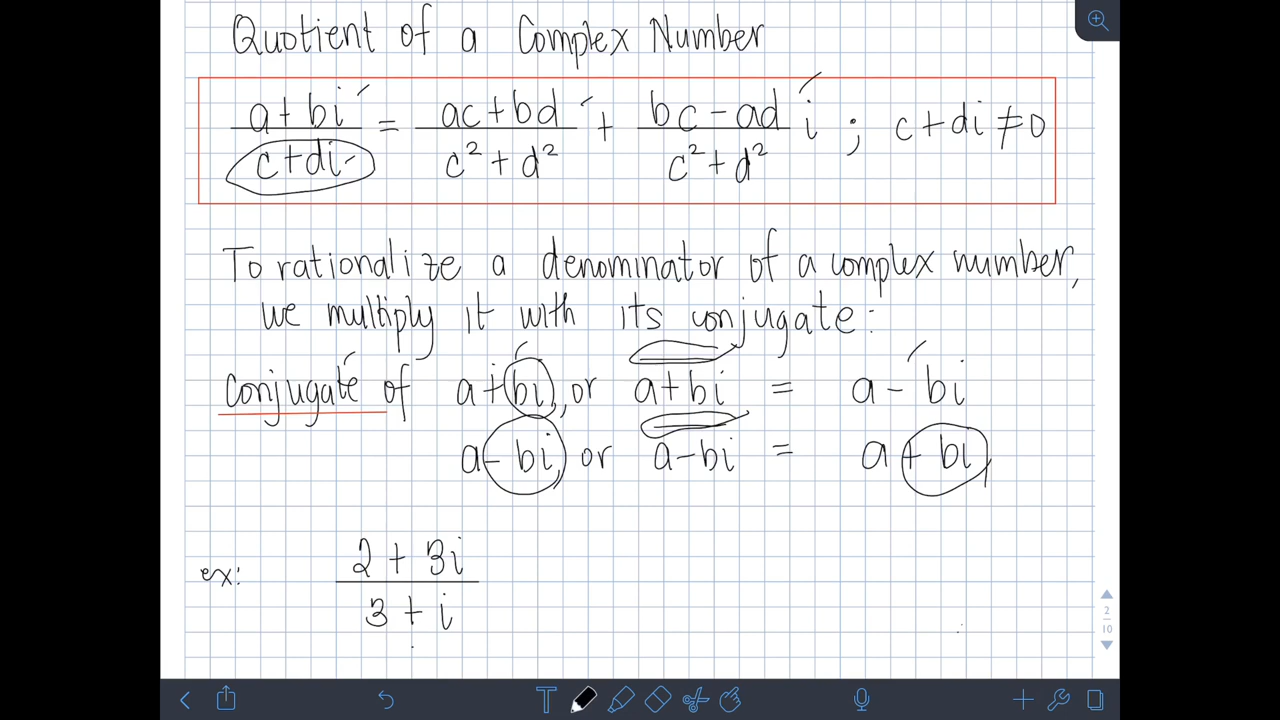 Quotient of a Complex Number
a + bi / c + di = ac + bd / c² + d² + bc - ad / c² + d² i ; c + di ≠ 0
To rationalize a denominator of a complex number,
we multiply it with its conjugate:
conjugate of a + bi, or a + bi = a - bi
a - bi, or a - bi = a + bi
ex: 2 + 3i / 3 + i
2
10
T